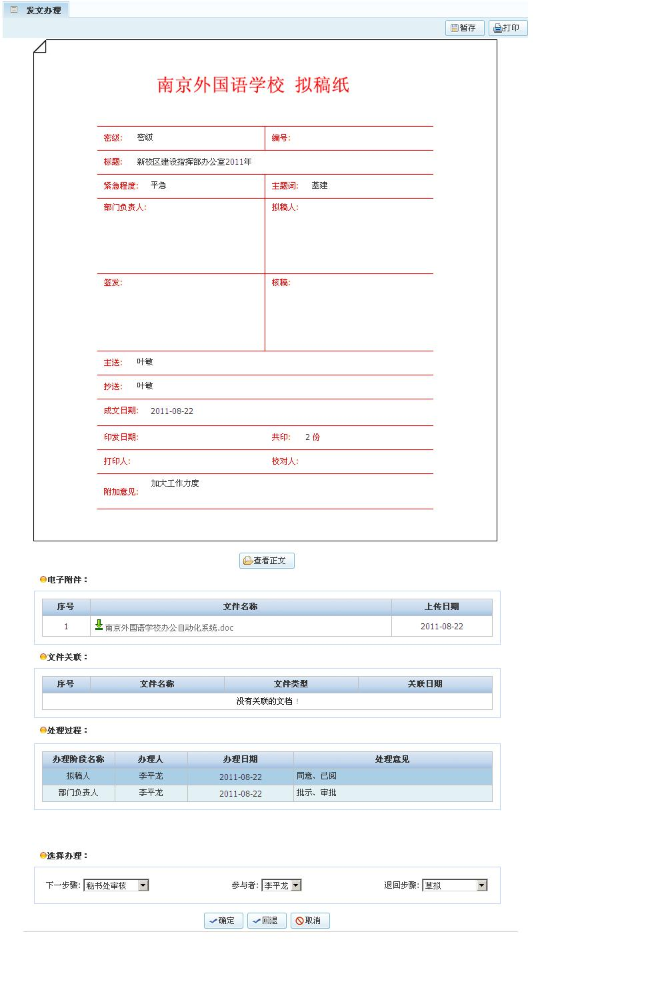 发文办理
暂存 打印
南京外国语学校 拟稿纸
密级: 密级 编号:
标题: 新校区建设指挥部办公室2011年
紧急程度: 平急 主题词: 基建
部门负责人: 拟稿人:
签发: 核稿:
主送: 叶敏
抄送: 叶敏
成文日期: 2011-08-22
印发日期: 共印: 2 份
打印人: 校对人:
加大工作力度
附加意见:
查看正文
电子附件：
序号 文件名称 上传日期
1 南京外国语学校办公自动化系统.doc 2011-08-22
文件关联：
序号 文件名称 文件类型 关联日期
没有关联的文档！
处理过程：
办理阶段名称 办理人 办理日期 处理意见
拟稿人 李平龙 2011-08-22 同意、已阅
部门负责人 李平龙 2011-08-22 批示、审批
选择办理：
下一步骤: 秘书处审核 参与者: 李平龙 退回步骤: 草拟
确定 回退 取消